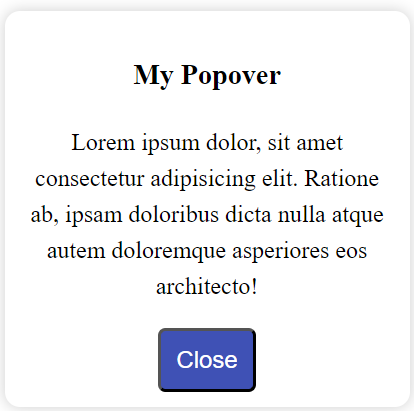 My Popover
Lorem ipsum dolor, sit amet
consectetur adipisicing elit. Ratione
ab, ipsam doloribus dicta nulla atque
autem doloremque asperiores eos
architecto!
Close